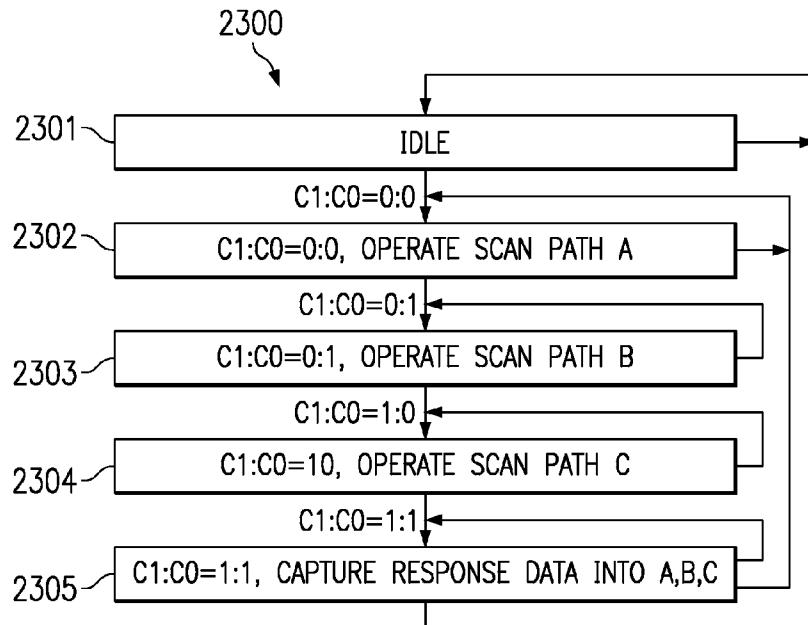 2300
2301
IDLE
C1:C0=0:0
2302
C1:C0=0:0, OPERATE SCAN PATH A
C1:C0=0:1
2303
C1:C0=0:1, OPERATE SCAN PATH B
C1:C0=1:0
2304
C1:C0=10, OPERATE SCAN PATH C
C1:C0=1:1
2305
C1:C0=1:1, CAPTURE RESPONSE DATA INTO A,B,C